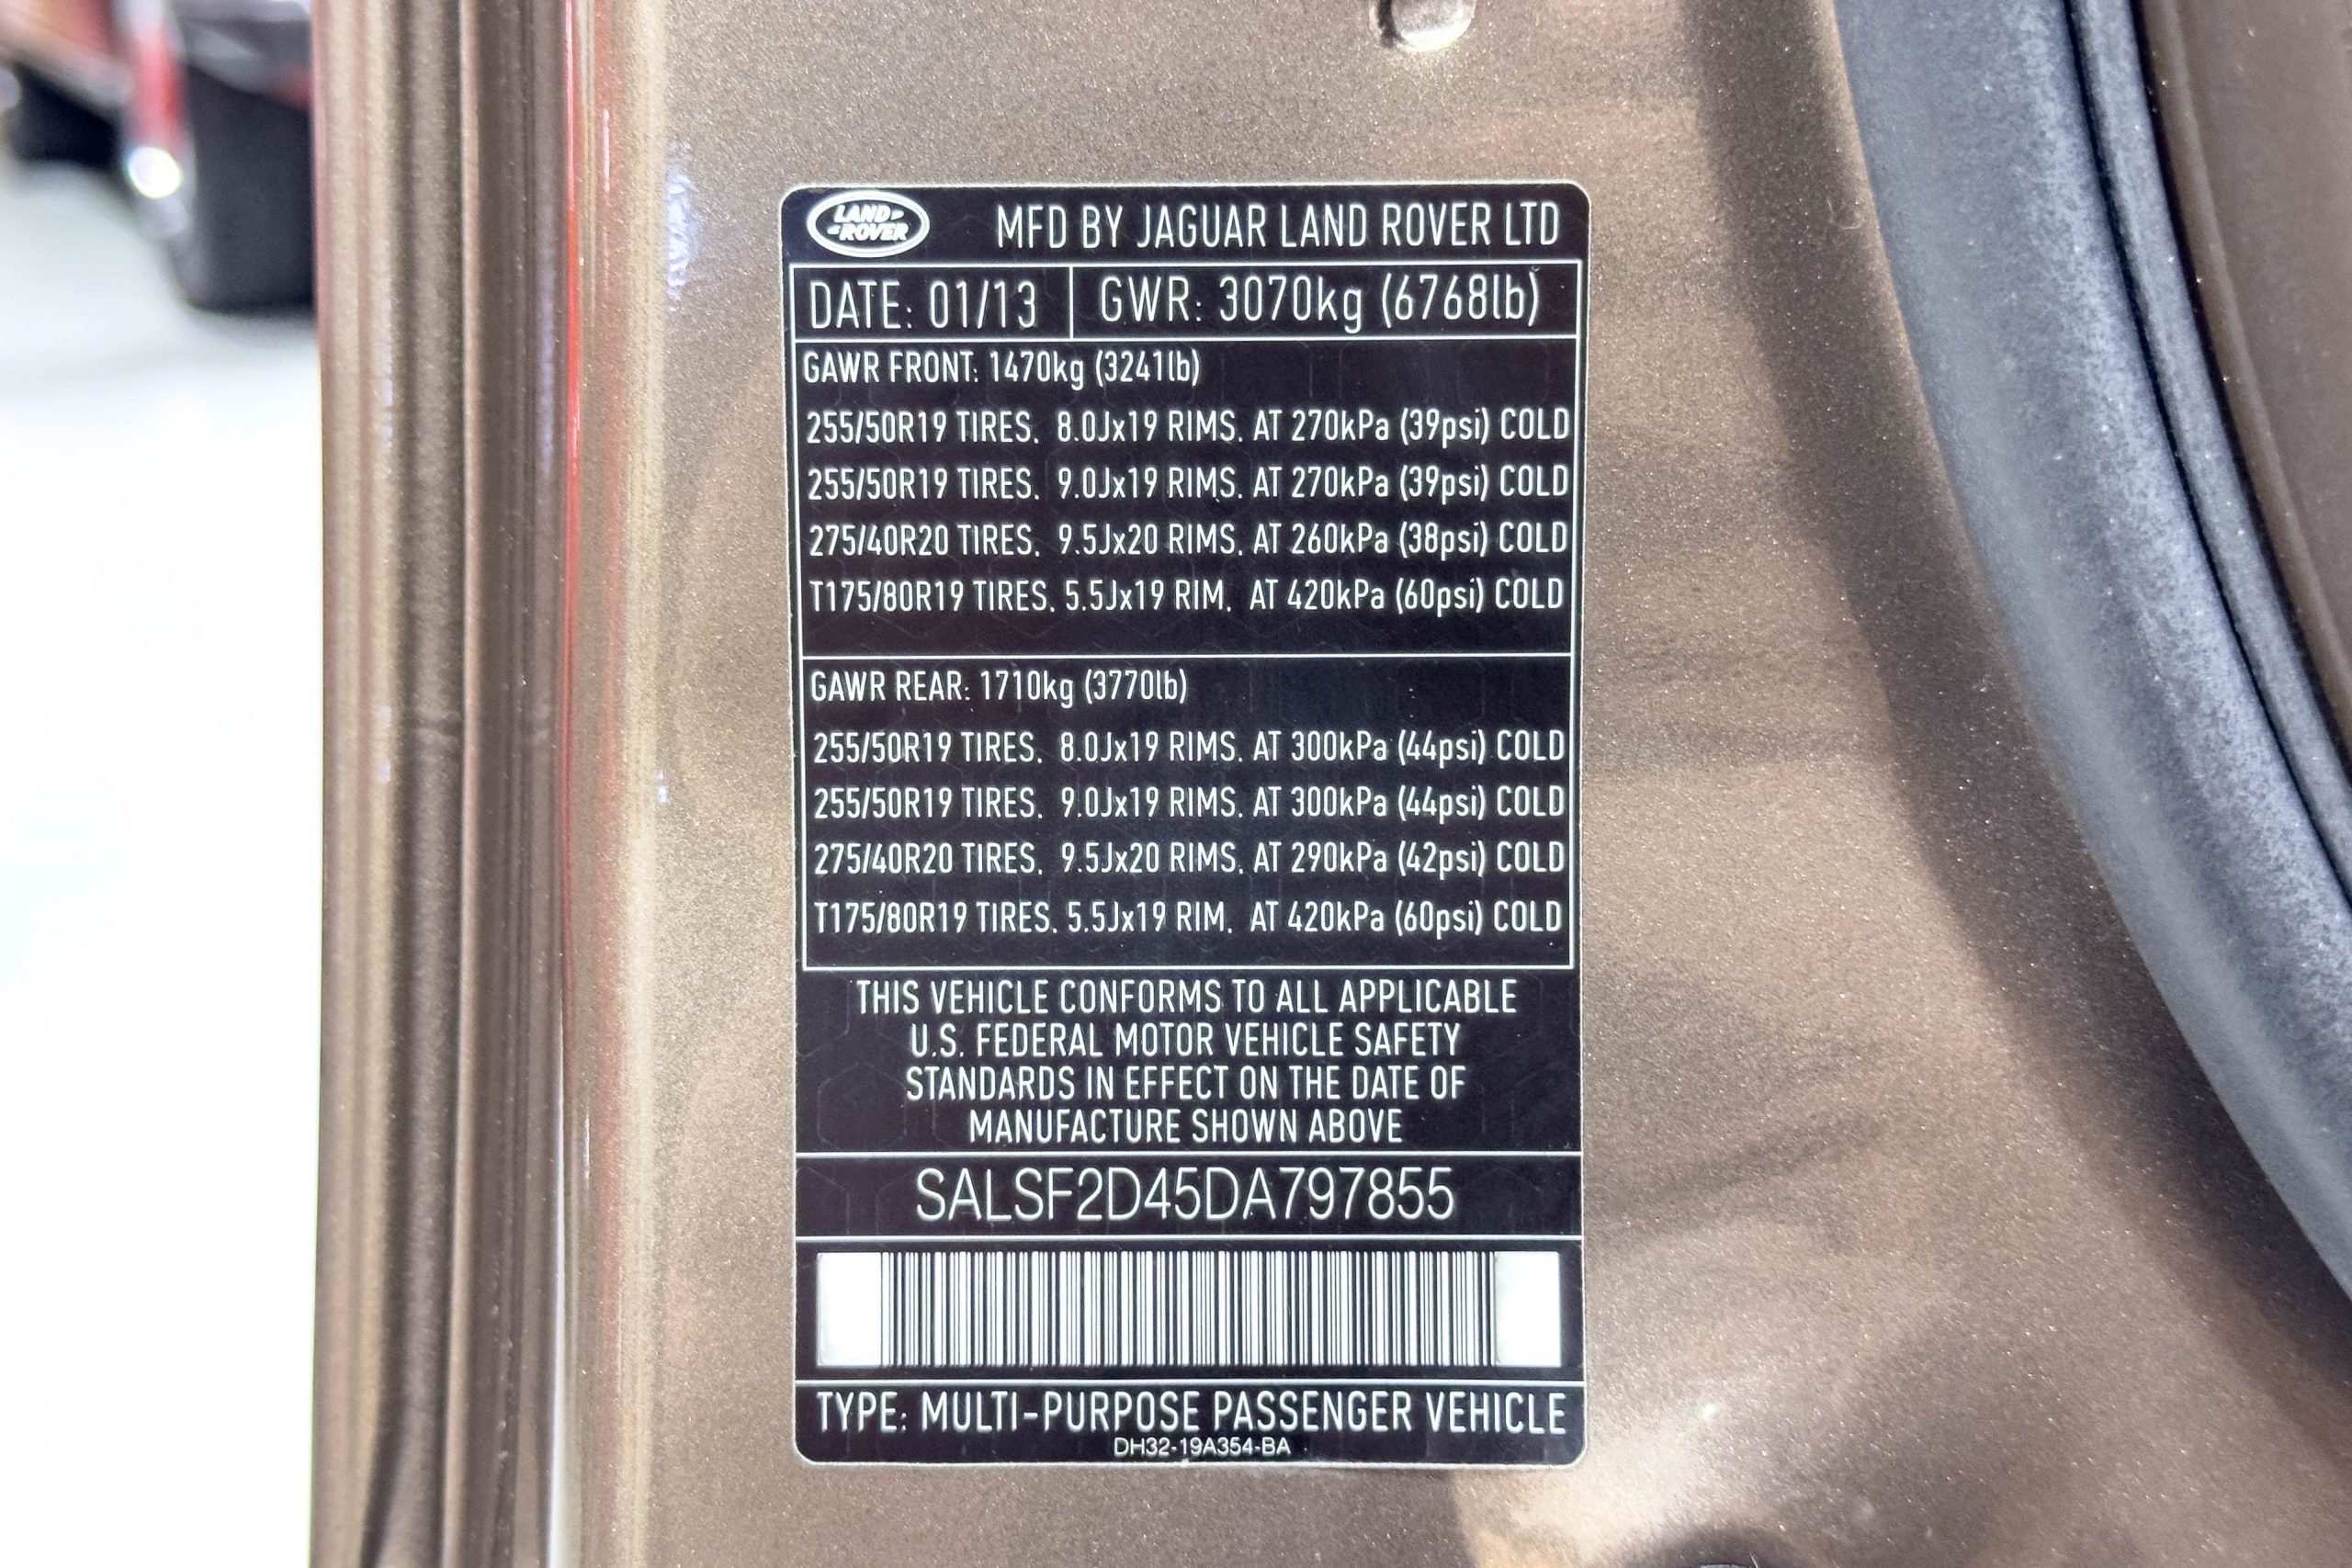 LAND ROVER
MFD BY JAGUAR LAND ROVER LTD
DATE: 01/13 GWR: 3070kg (6768lb)
GAWR FRONT: 1470kg (3241lb)
255/50R19 TIRES, 8.0Jx19 RIMS, AT 270kPa (39psi) COLD
255/50R19 TIRES, 9.0Jx19 RIMS, AT 270kPa (39psi) COLD
275/40R20 TIRES, 9.5Jx20 RIMS, AT 260kPa (38psi) COLD
T175/80R19 TIRES, 5.5Jx19 RIM, AT 420kPa (60psi) COLD
GAWR REAR: 1710kg (3770lb)
255/50R19 TIRES, 8.0Jx19 RIMS, AT 300kPa (44psi) COLD
255/50R19 TIRES, 9.0Jx19 RIMS, AT 300kPa (44psi) COLD
275/40R20 TIRES, 9.5Jx20 RIMS, AT 290kPa (42psi) COLD
T175/80R19 TIRES, 5.5Jx19 RIM, AT 420kPa (60psi) COLD
THIS VEHICLE CONFORMS TO ALL APPLICABLE
U.S. FEDERAL MOTOR VEHICLE SAFETY
STANDARDS IN EFFECT ON THE DATE OF
MANUFACTURE SHOWN ABOVE
SALSF2D45DA797855
TYPE: MULTI-PURPOSE PASSENGER VEHICLE
DH32-19A354-BA